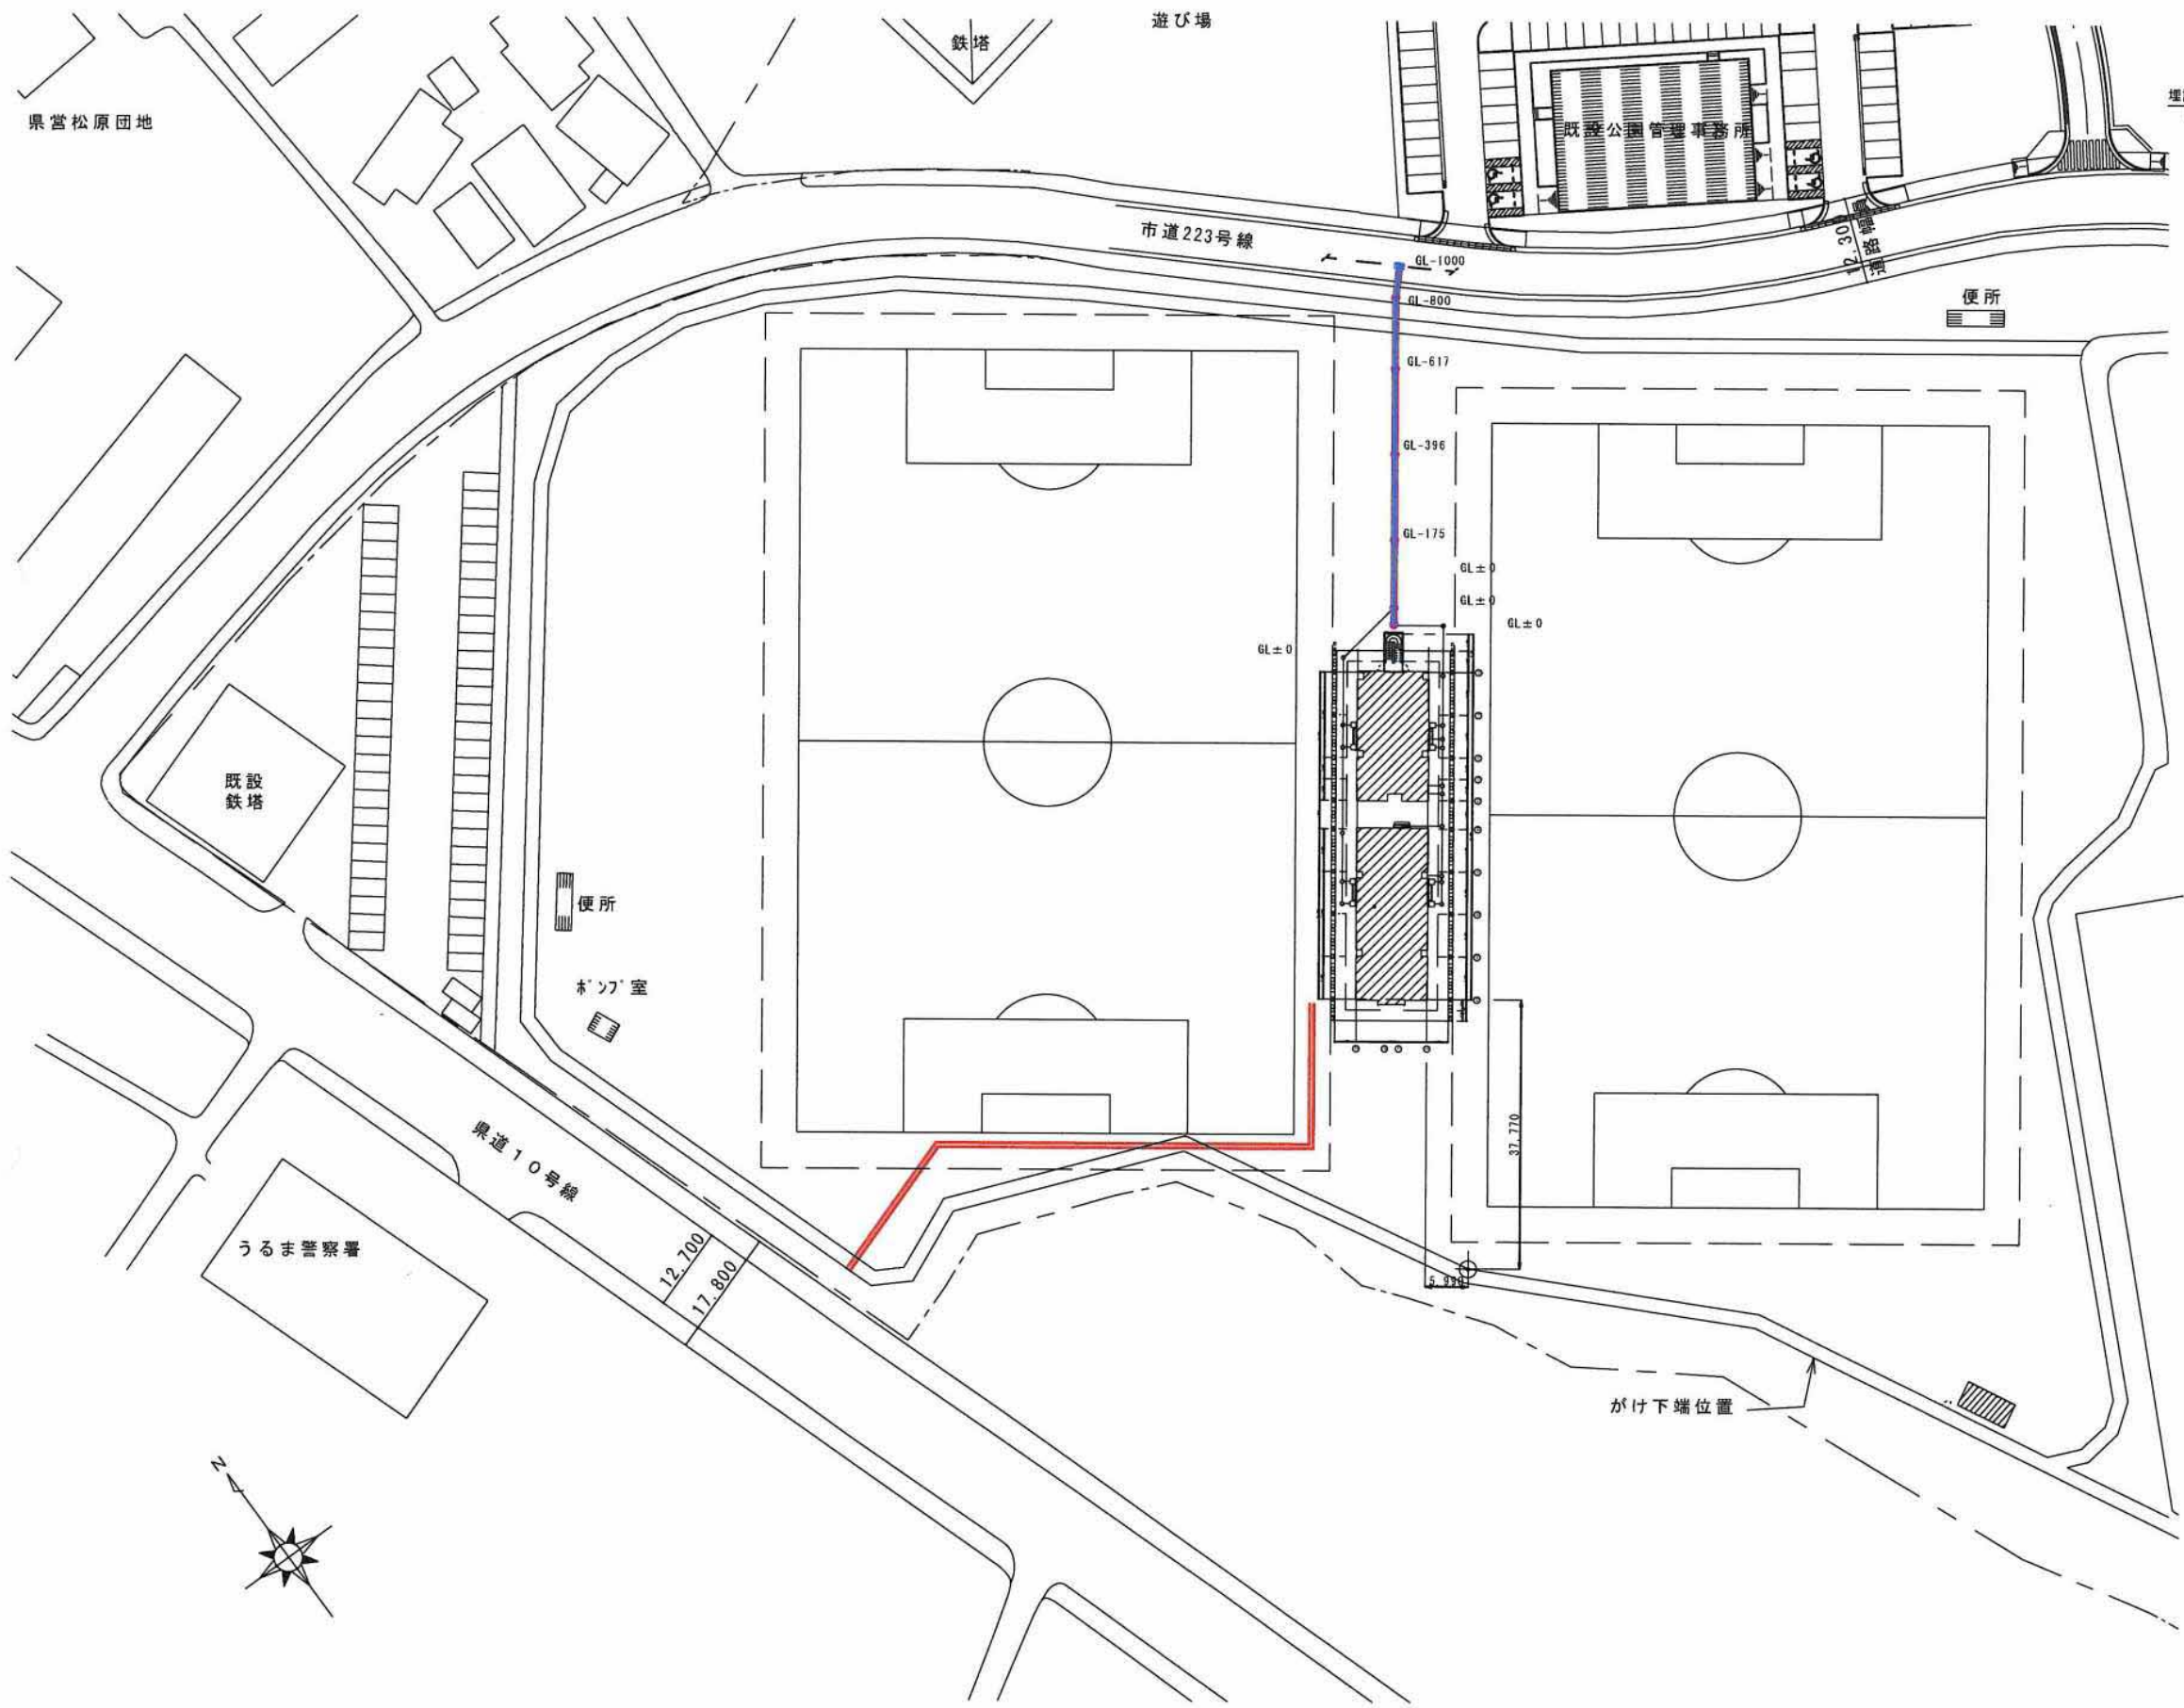 遊び場
鉄塔
県営松原団地
既設公園管理事務所
市道223号線
12.300
道路幅員
GL-1000
GL-800
便所
GL-617
GL-396
GL-175
GL±0
GL±0
GL±0
GL±0
既設
鉄塔
便所
ポンプ室
県道10号線
37.770
うるま警察署
12.700
17.800
5.990
がけ下端位置
N